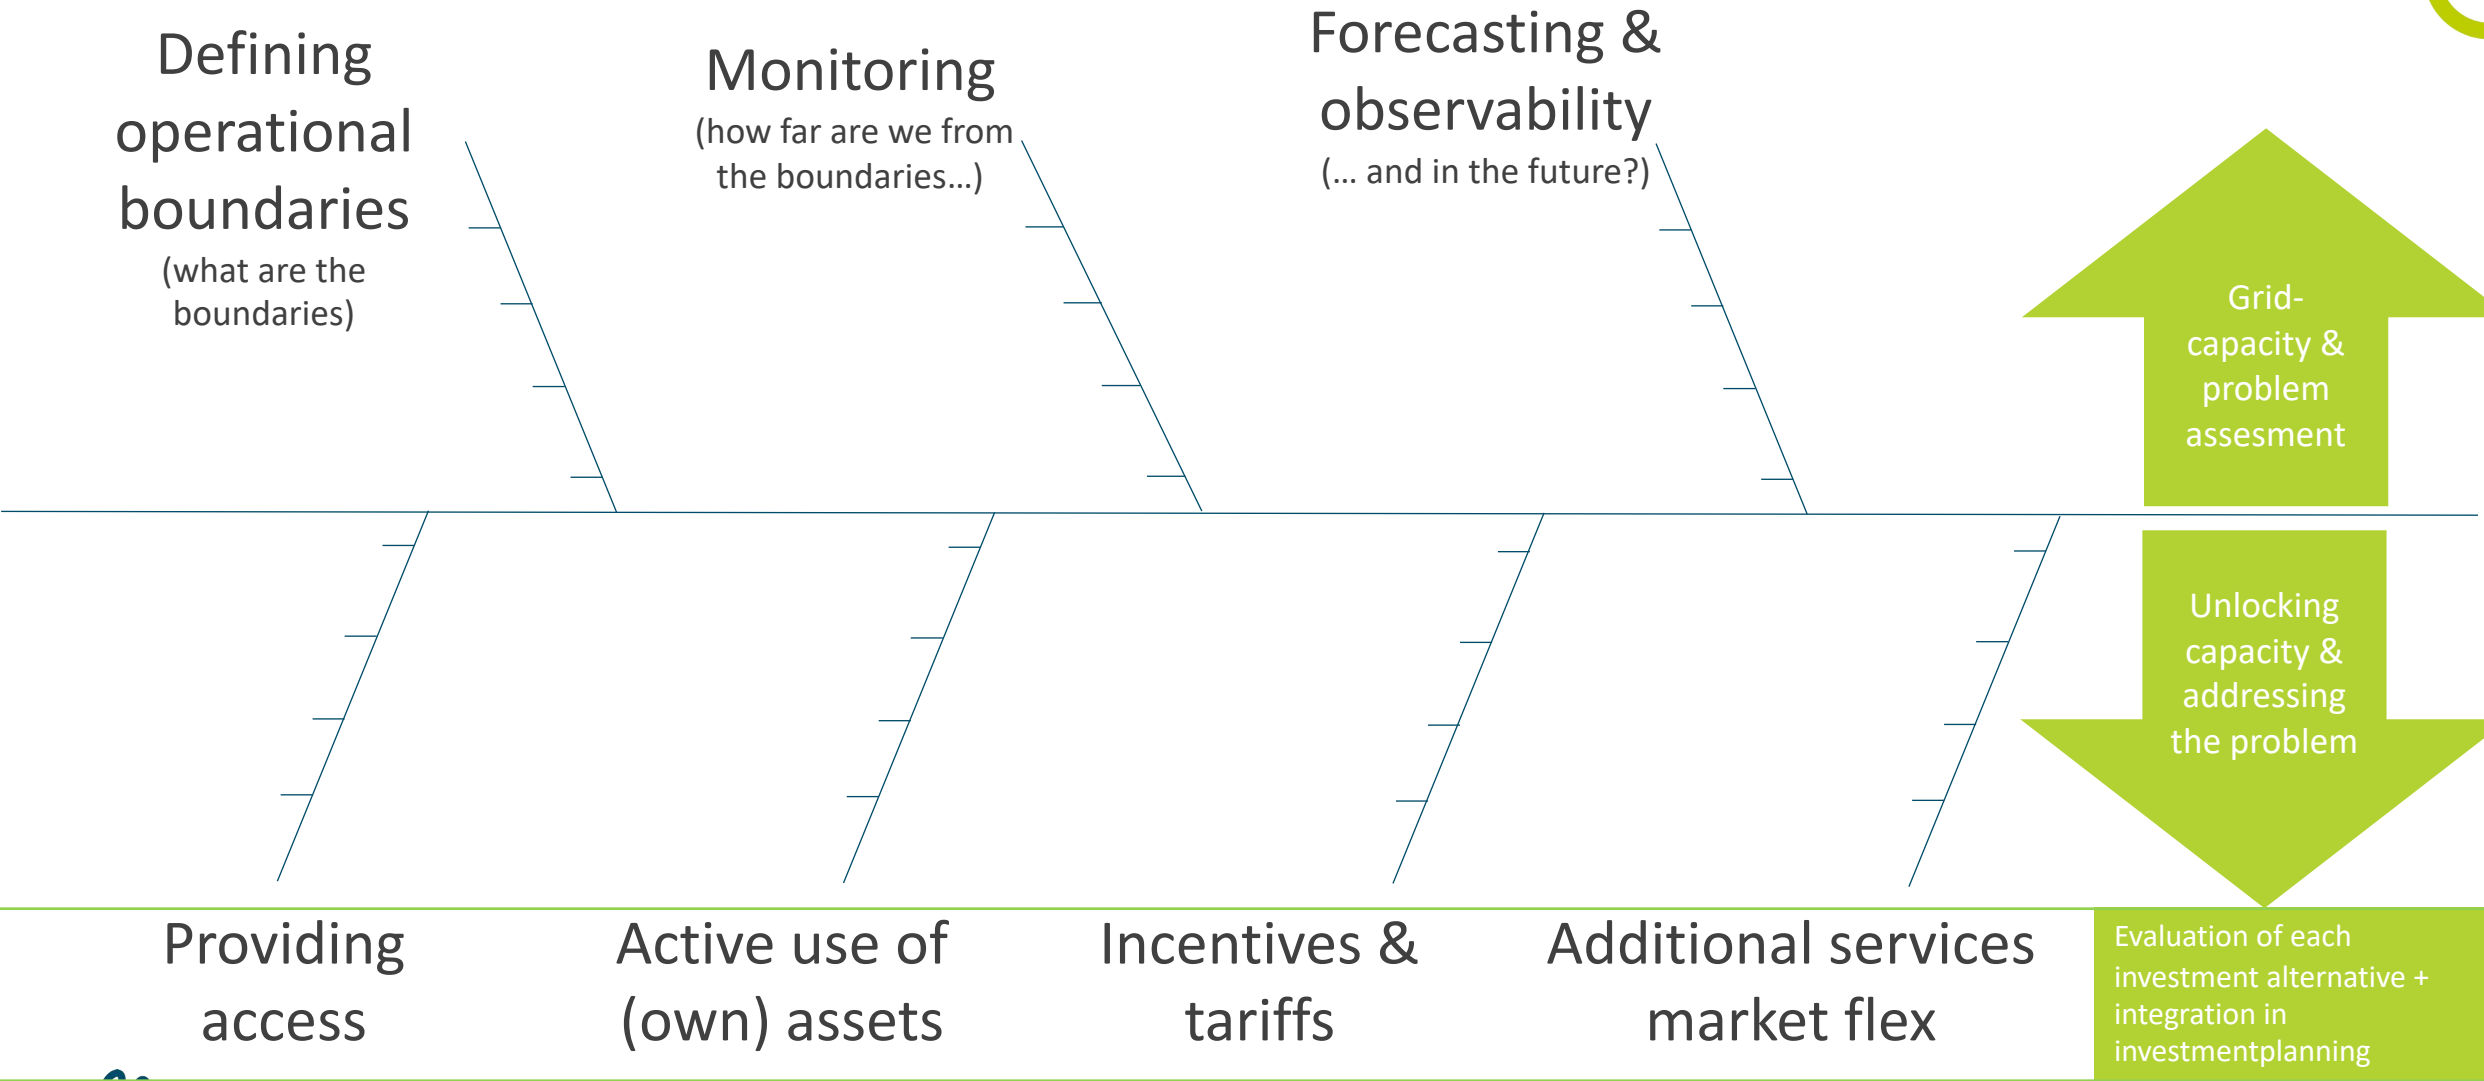 Defining
operational
boundaries
(what are the
boundaries)
Monitoring
(how far are we from
the boundaries...)
Forecasting &
observability
(... and in the future?)
Grid-
capacity &
problem
assesment
Unlocking
capacity &
addressing
the problem
Providing
access
Active use of
(own) assets
Incentives &
tariffs
Additional services
market flex
Evaluation of each
investment alternative +
integration in
investmentplanning